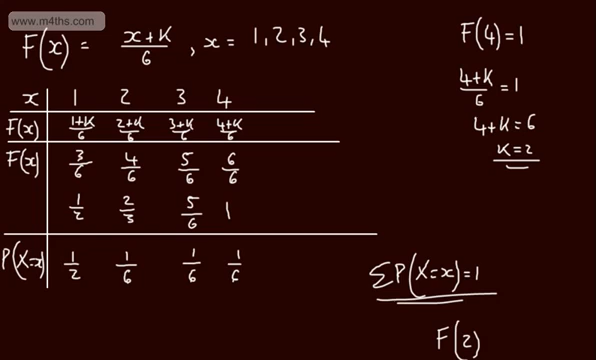 www.m4ths.com
F(x) = x+K/6 , x = 1, 2, 3, 4
x 1 2 3 4
F(x) 1+K/6 2+K/6 3+K/6 4+K/6
F(x) 3/6 4/6 5/6 6/6
1/2 2/3 5/6 1
P(X=x) 1/2 1/6 1/6 1/6
F(4) = 1
4+K/6 = 1
4+K = 6
K = 2
∑P(X=x) = 1
F(2)